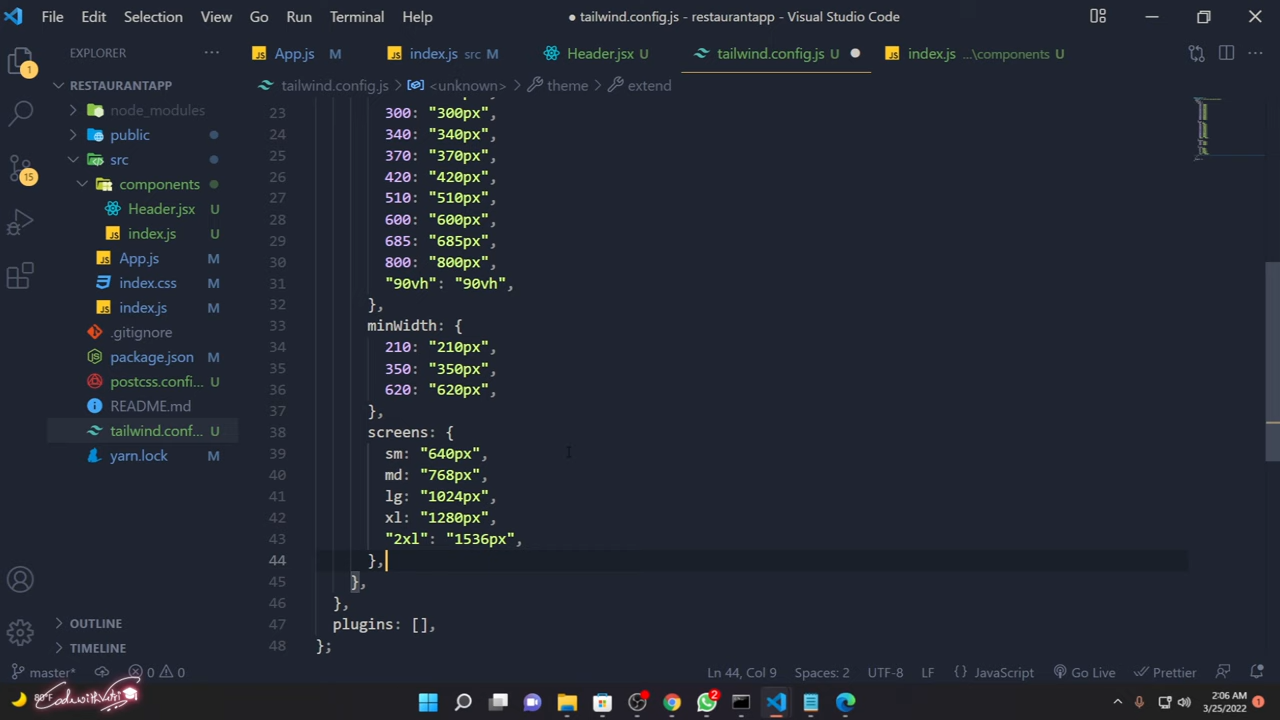 File Edit Selection View Go Run Terminal Help
● tailwind.config.js - restaurantapp - Visual Studio Code
EXPLORER
App.js M
index.js src M
Header.jsx U
tailwind.config.js U
index.js ...\components U
RESTAURANTAPP
tailwind.config.js > <unknown> > theme > extend
node_modules
public
src
components
Header.jsx U
index.js U
App.js M
index.css M
index.js M
.gitignore
package.json M
postcss.confi... U
README.md
tailwind.conf... U
yarn.lock M
OUTLINE
TIMELINE
1
15
23 300: "300px",
24 340: "340px",
25 370: "370px",
26 420: "420px",
27 510: "510px",
28 600: "600px",
29 685: "685px",
30 800: "800px",
31 "90vh": "90vh",
32 },
33 minWidth: {
34 210: "210px",
35 350: "350px",
36 620: "620px",
37 },
38 screens: {
39 sm: "640px",
40 md: "768px",
41 lg: "1024px",
42 xl: "1280px",
43 "2xl": "1536px",
44 },
45 },
46 },
47 plugins: [],
48 };
master* 0 0
Ln 44, Col 9 Spaces: 2 UTF-8 LF {} JavaScript Go Live Prettier
80°F
2
2:06 AM
3/25/2022
1